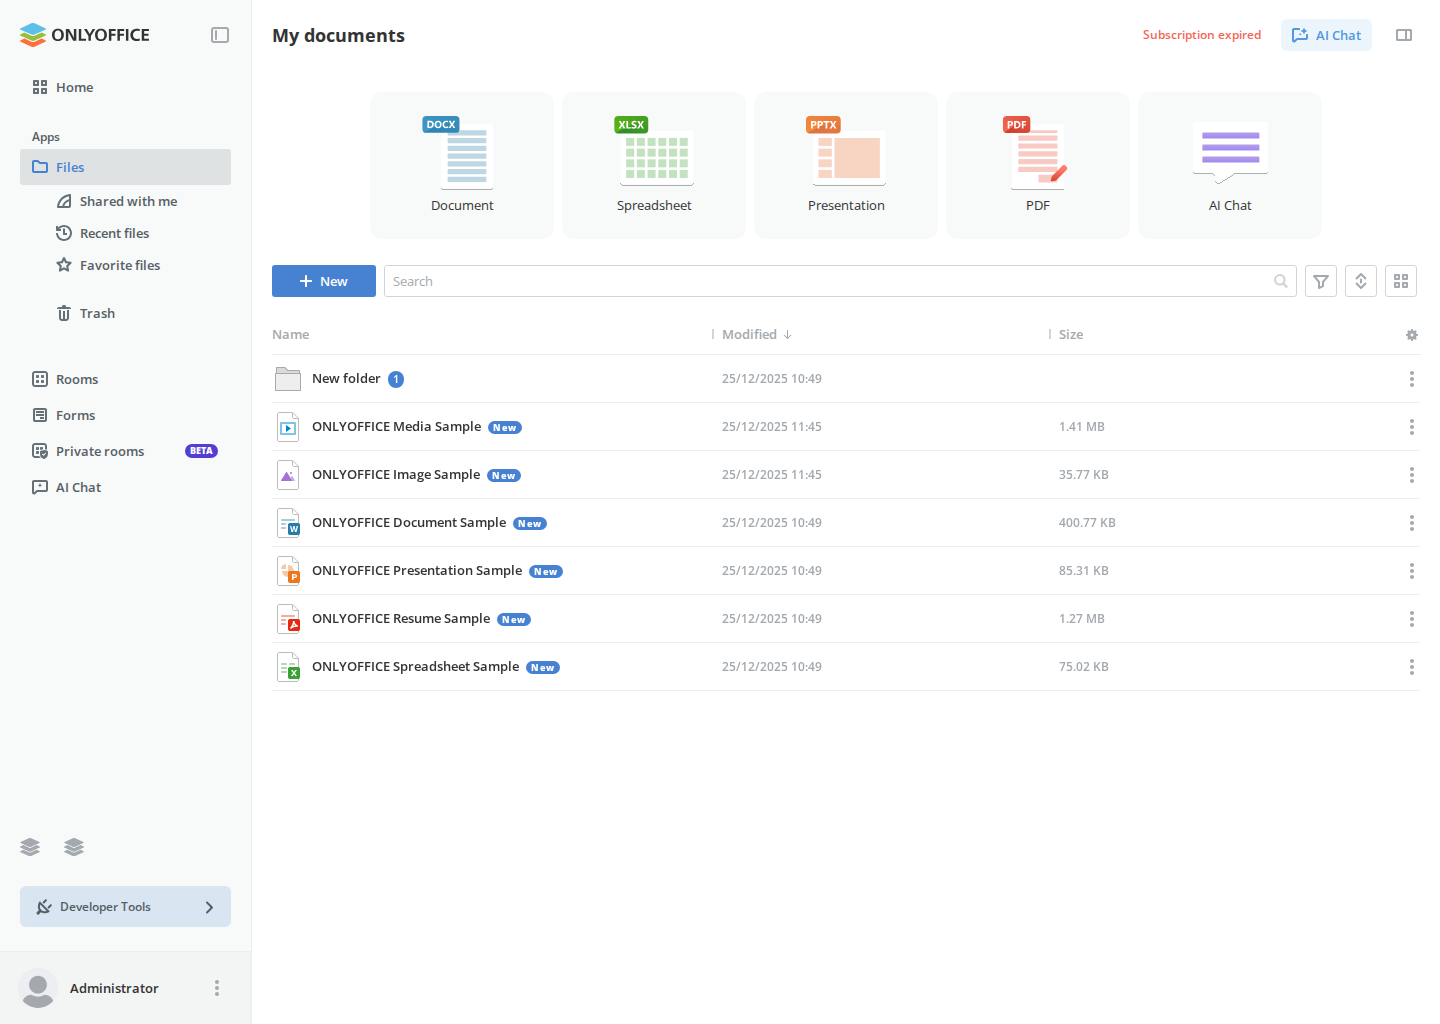 ONLYOFFICE
Home
Apps
Files
Shared with me
Recent files
Favorite files
Trash
Rooms
Forms
Private rooms BETA
AI Chat
Developer Tools
Administrator
My documents
Subscription expired
AI Chat
DOCX
Document
XLSX
Spreadsheet
PPTX
Presentation
PDF
PDF
AI Chat
New
Search
Name Modified Size
New folder 1 25/12/2025 10:49
ONLYOFFICE Media Sample New 25/12/2025 11:45 1.41 MB
ONLYOFFICE Image Sample New 25/12/2025 11:45 35.77 KB
W
ONLYOFFICE Document Sample New 25/12/2025 10:49 400.77 KB
P
ONLYOFFICE Presentation Sample New 25/12/2025 10:49 85.31 KB
ONLYOFFICE Resume Sample New 25/12/2025 10:49 1.27 MB
X
ONLYOFFICE Spreadsheet Sample New 25/12/2025 10:49 75.02 KB